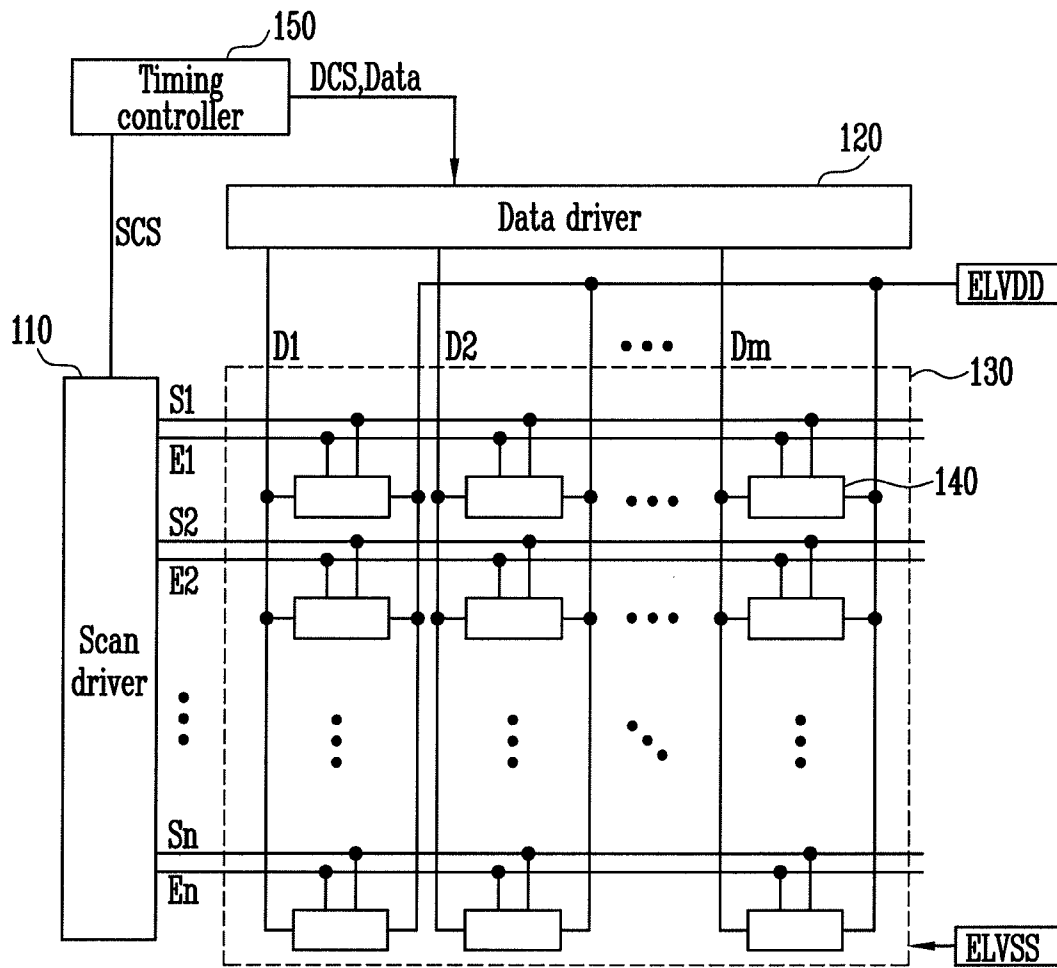 150
Timing
controller
DCS,Data
120
Data driver
SCS
ELVDD
110
D1
D2
Dm
130
S1
E1
140
S2
E2
Scan
driver
Sn
En
ELVSS